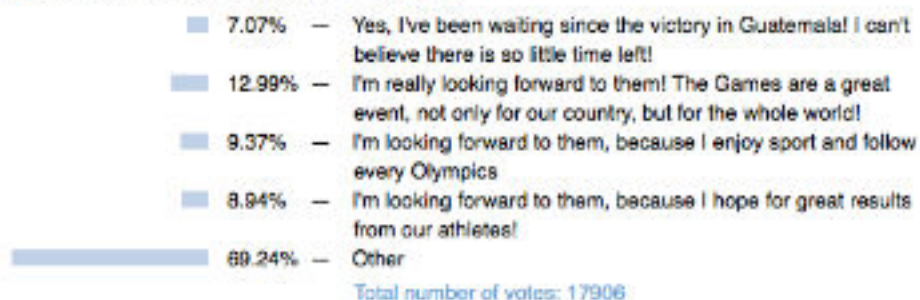 7.07% — Yes, I've been waiting since the victory in Guatemala! I can't
believe there is so little time left!
12.99% — I'm really looking forward to them! The Games are a great
event, not only for our country, but for the whole world!
9.37% — I'm looking forward to them, because I enjoy sport and follow
every Olympics
8.94% — I'm looking forward to them, because I hope for great results
from our athletes!
69.24% — Other
Total number of votes: 17906